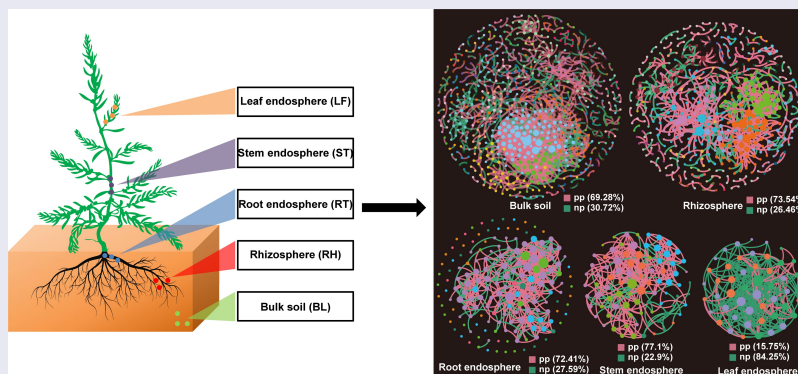 Leaf endosphere (LF)
Stem endosphere (ST)
Root endosphere (RT)
Rhizosphere (RH)
Bulk soil (BL)
Bulk soil
pp (69.28%)
np (30.72%)
Rhizosphere
pp (73.54%
np (26.46%
Root endosphere
pp (72.41%)
np (27.59%)
pp (77.1%)
np (22.9%)
Stem endosphere
pp (15.75%)
np (84.25%)
Leaf endosphere